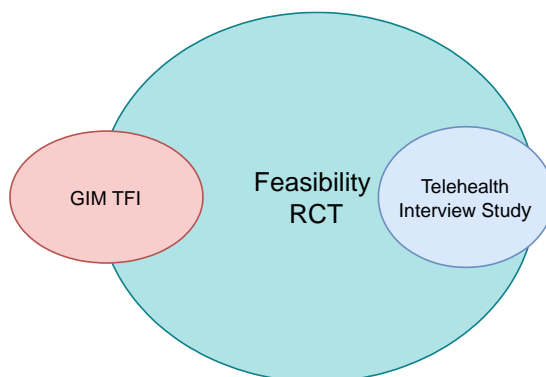 GIM TFI
Feasibility
RCT
Telehealth
Interview Study